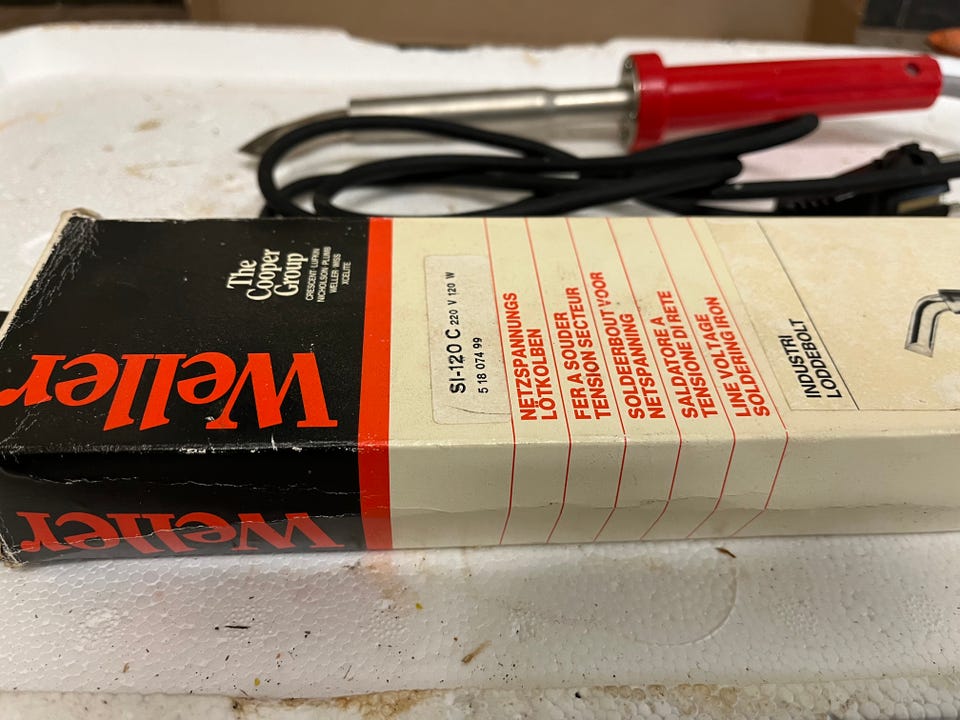 Weller
The
Cooper
Group
CRESCENT · LUFKIN
NICHOLSON · PLUMB
WELLER · WISS
XCELITE
SI-120 C 220 V 120 W
5 18 074 99
NETZSPANNUNGS
LÖTKOLBEN
FER A SOUDER
TENSION SECTEUR
SOLDEERBOUT VOOR
NETSPANNING
SALDATORE A
TENSIONE DI RETE
LINE VOLTAGE
SOLDERING IRON
INDUSTRI
LODDEBOLT
Weller